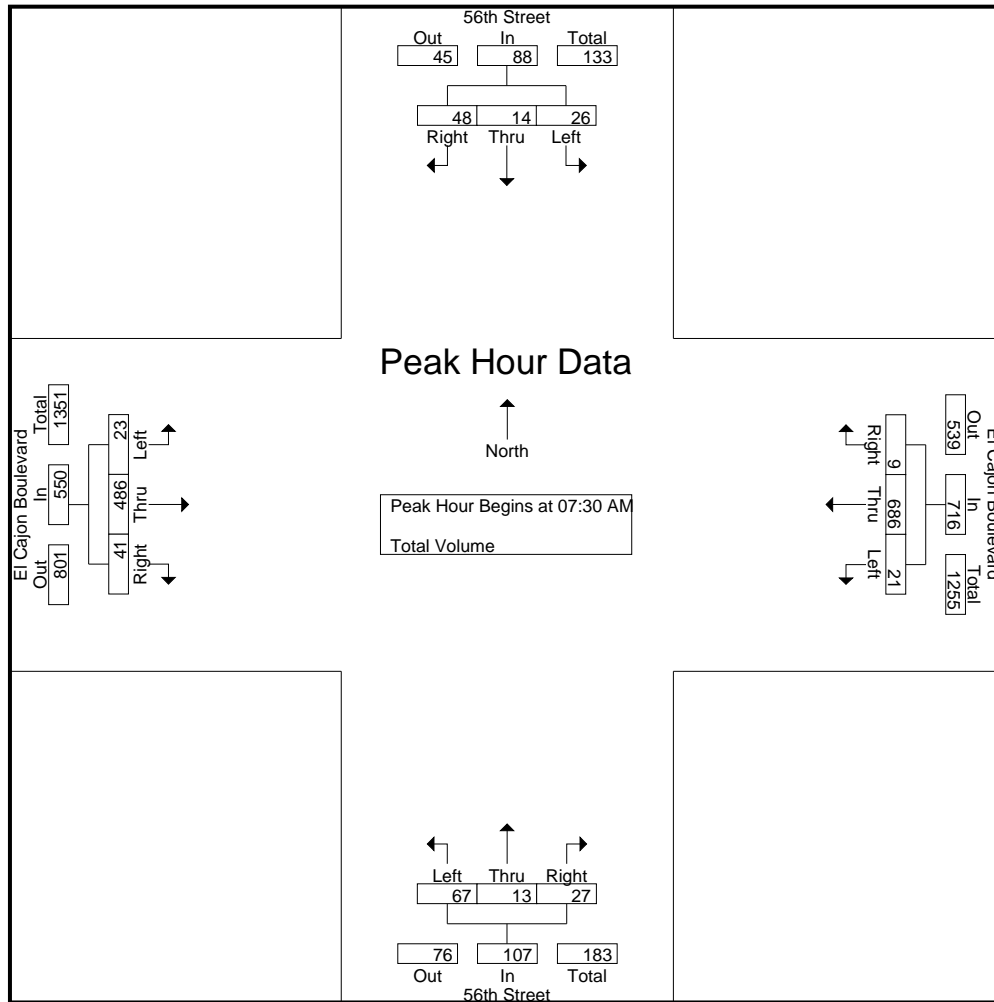 56th Street
Out In Total
45 88 133
48 14 26
Right Thru Left
Peak Hour Data
North
Peak Hour Begins at 07:30 AM
Total Volume
El Cajon Boulevard
Total In Out
1351 550 801
23 486 41
Left Thru Right
El Cajon Boulevard
Out In Total
539 716 1255
9 686 21
Right Thru Left
Left Thru Right
67 13 27
76 107 183
Out In Total
56th Street